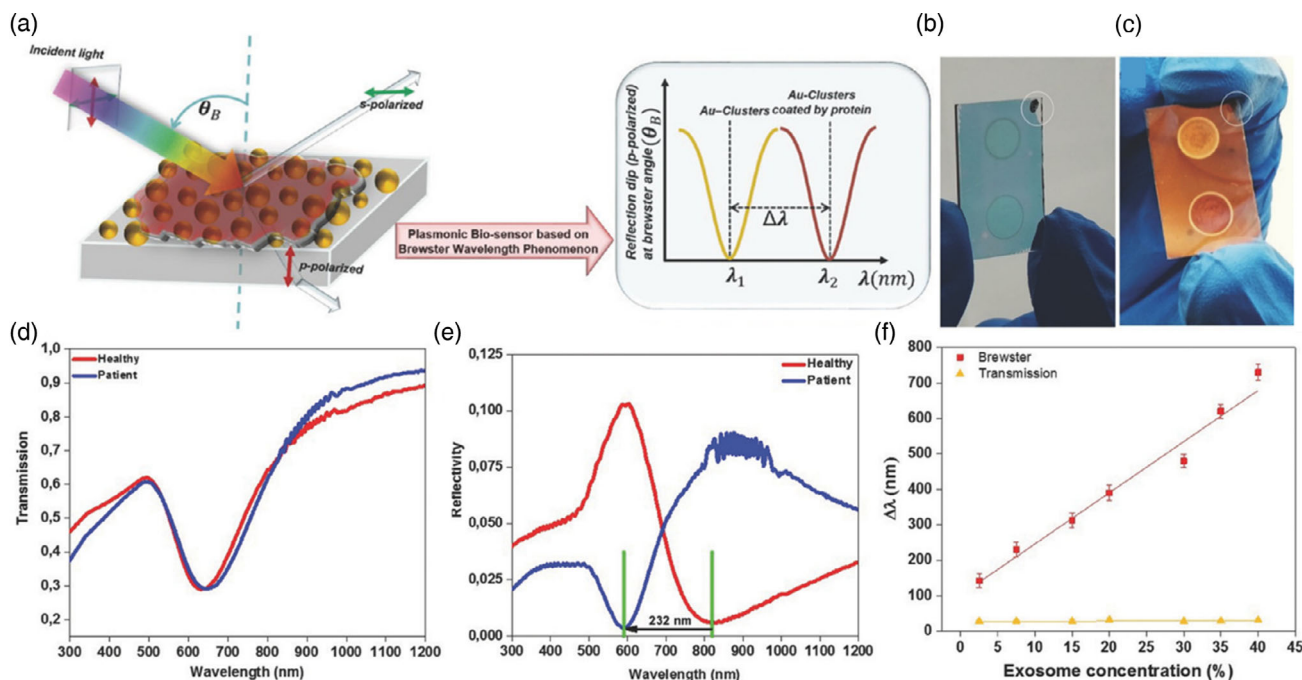 (a)
Incident light
θB
s-polarized
p-polarized
Plasmonic Bio-sensor based on
Brewster Wavelength Phenomenon
Reflection dip (p-polarized)
at brewster angle (θB)
Au–Clusters
Au-Clusters
coated by protein
Δλ
λ1
λ2
λ(nm)
(b)
(c)
(d)
Healthy
Patient
Transmission
1,0
0,9
0,8
0,7
0,6
0,5
0,4
0,3
0,2
300 400 500 600 700 800 900 1000 1100 1200
Wavelength (nm)
(e)
Healthy
Patient
Reflectivity
0,125
0,100
0,075
0,050
0,025
0,000
232 nm
300 400 500 600 700 800 900 1000 1100 1200
Wavelength (nm)
(f)
Brewster
Transmission
Δλ (nm)
800
700
600
500
400
300
200
100
0
0 5 10 15 20 25 30 35 40 45
Exosome concentration (%)